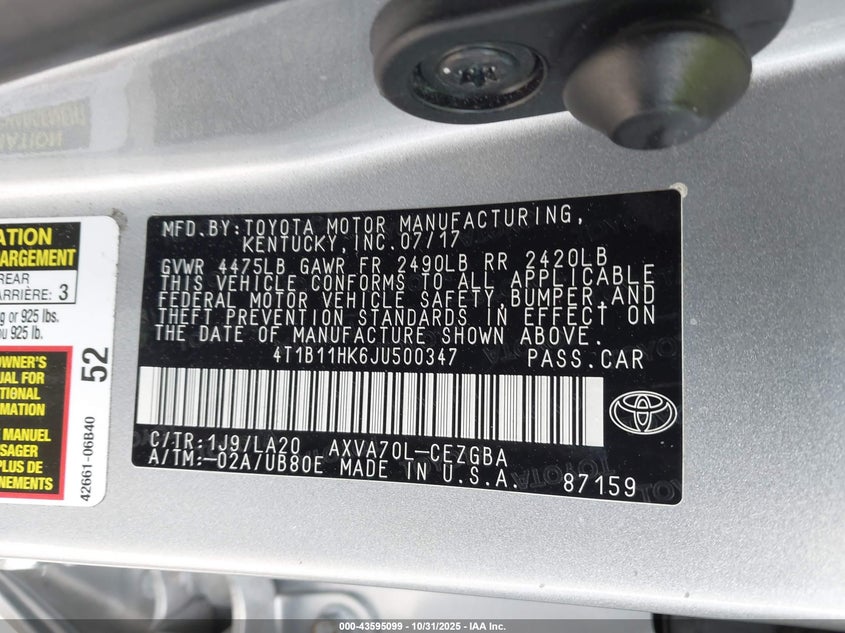 MFD.BY:TOYOTA MOTOR MANUFACTURING,
KENTUCKY,INC.07/17
GVWR 4475LB GAWR FR 2490LB RR 2420LB
THIS VEHICLE CONFORMS TO ALL APPLICABLE
FEDERAL MOTOR VEHICLE SAFETY,BUMPER,AND
THEFT PREVENTION STANDARDS IN EFFECT ON
THE DATE OF MANUFACTURE SHOWN ABOVE.
4T1B11HK6JU500347 PASS.CAR
C/TR:1J9/LA20 AXVA70L-CEZGBA
A/TM:-02A/UB80E MADE IN U.S.A. 87159
ATION
ARGEMENT
REAR
ARRIÈRE: 3
g or 925 lbs.
ou 925 lb.
OWNER'S
UAL FOR
TIONAL
RMATION
MANUEL
SAGER
PLUS
NEMENTS
52
42661-06B40
000-43595099 - 10/31/2025 - IAA Inc.